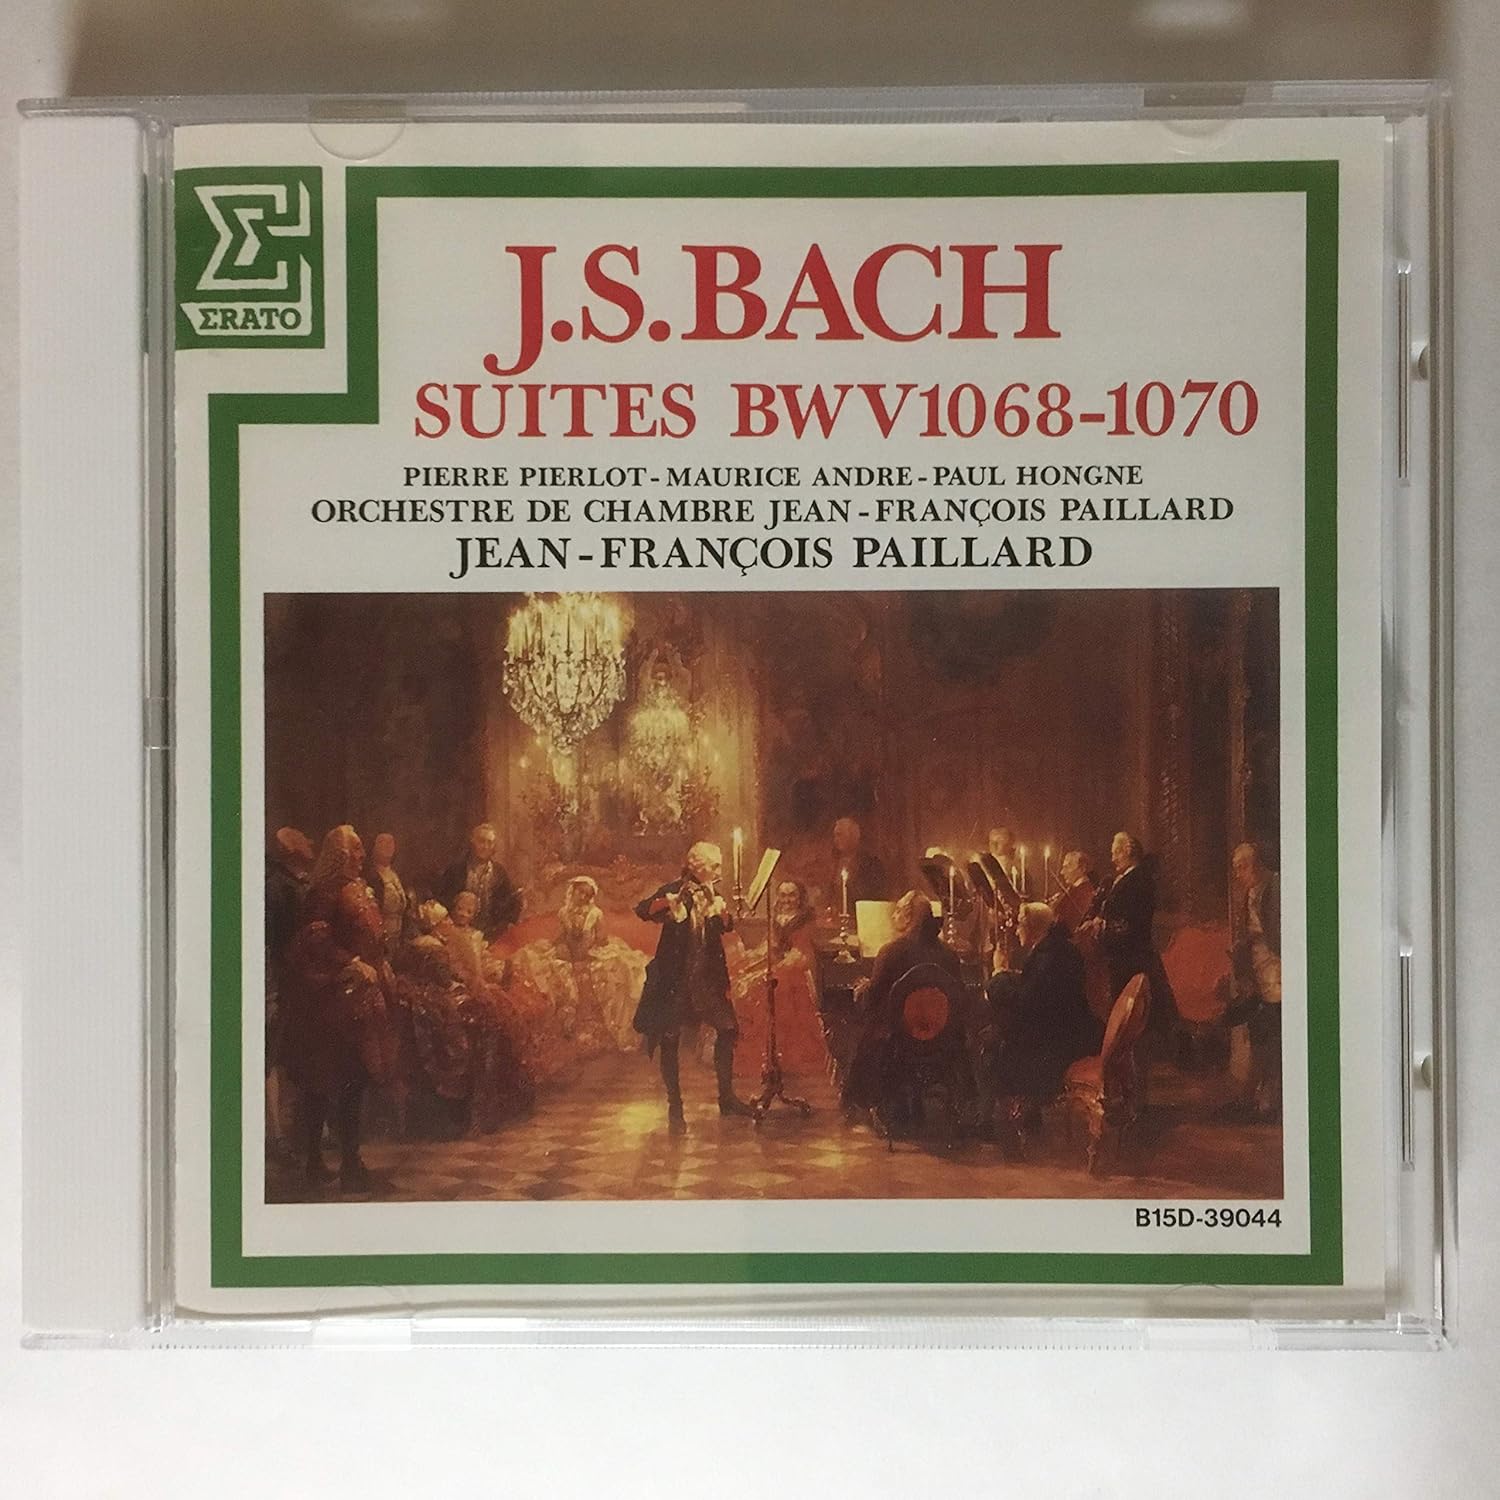 ΣRATO
J.S.BACH
SUITES BWV1068-1070
PIERRE PIERLOT-MAURICE ANDRE-PAUL HONGNE
ORCHESTRE DE CHAMBRE JEAN-FRANÇOIS PAILLARD
JEAN-FRANÇOIS PAILLARD
B15D-39044